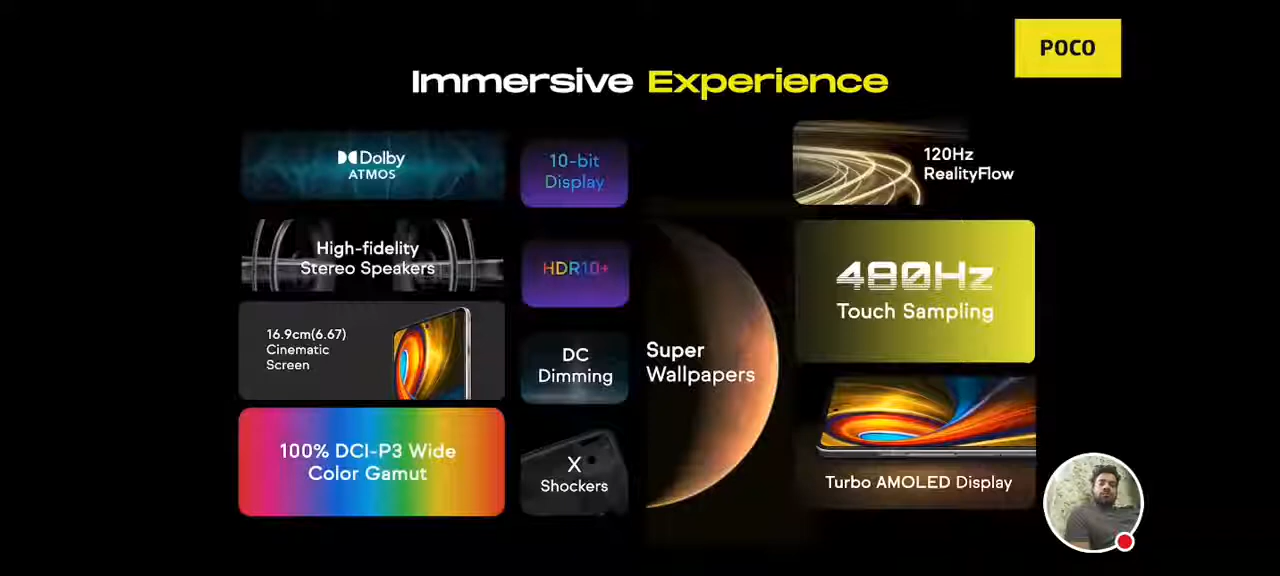 POCO
Immersive Experience
Dolby
ATMOS
High-fidelity
Stereo Speakers
16.9cm(6.67)
Cinematic
Screen
100% DCI-P3 Wide
Color Gamut
10-bit
Display
HDR10+
DC
Dimming
X
Shockers
Super
Wallpapers
120Hz
RealityFlow
480Hz
Touch Sampling
Turbo AMOLED Display